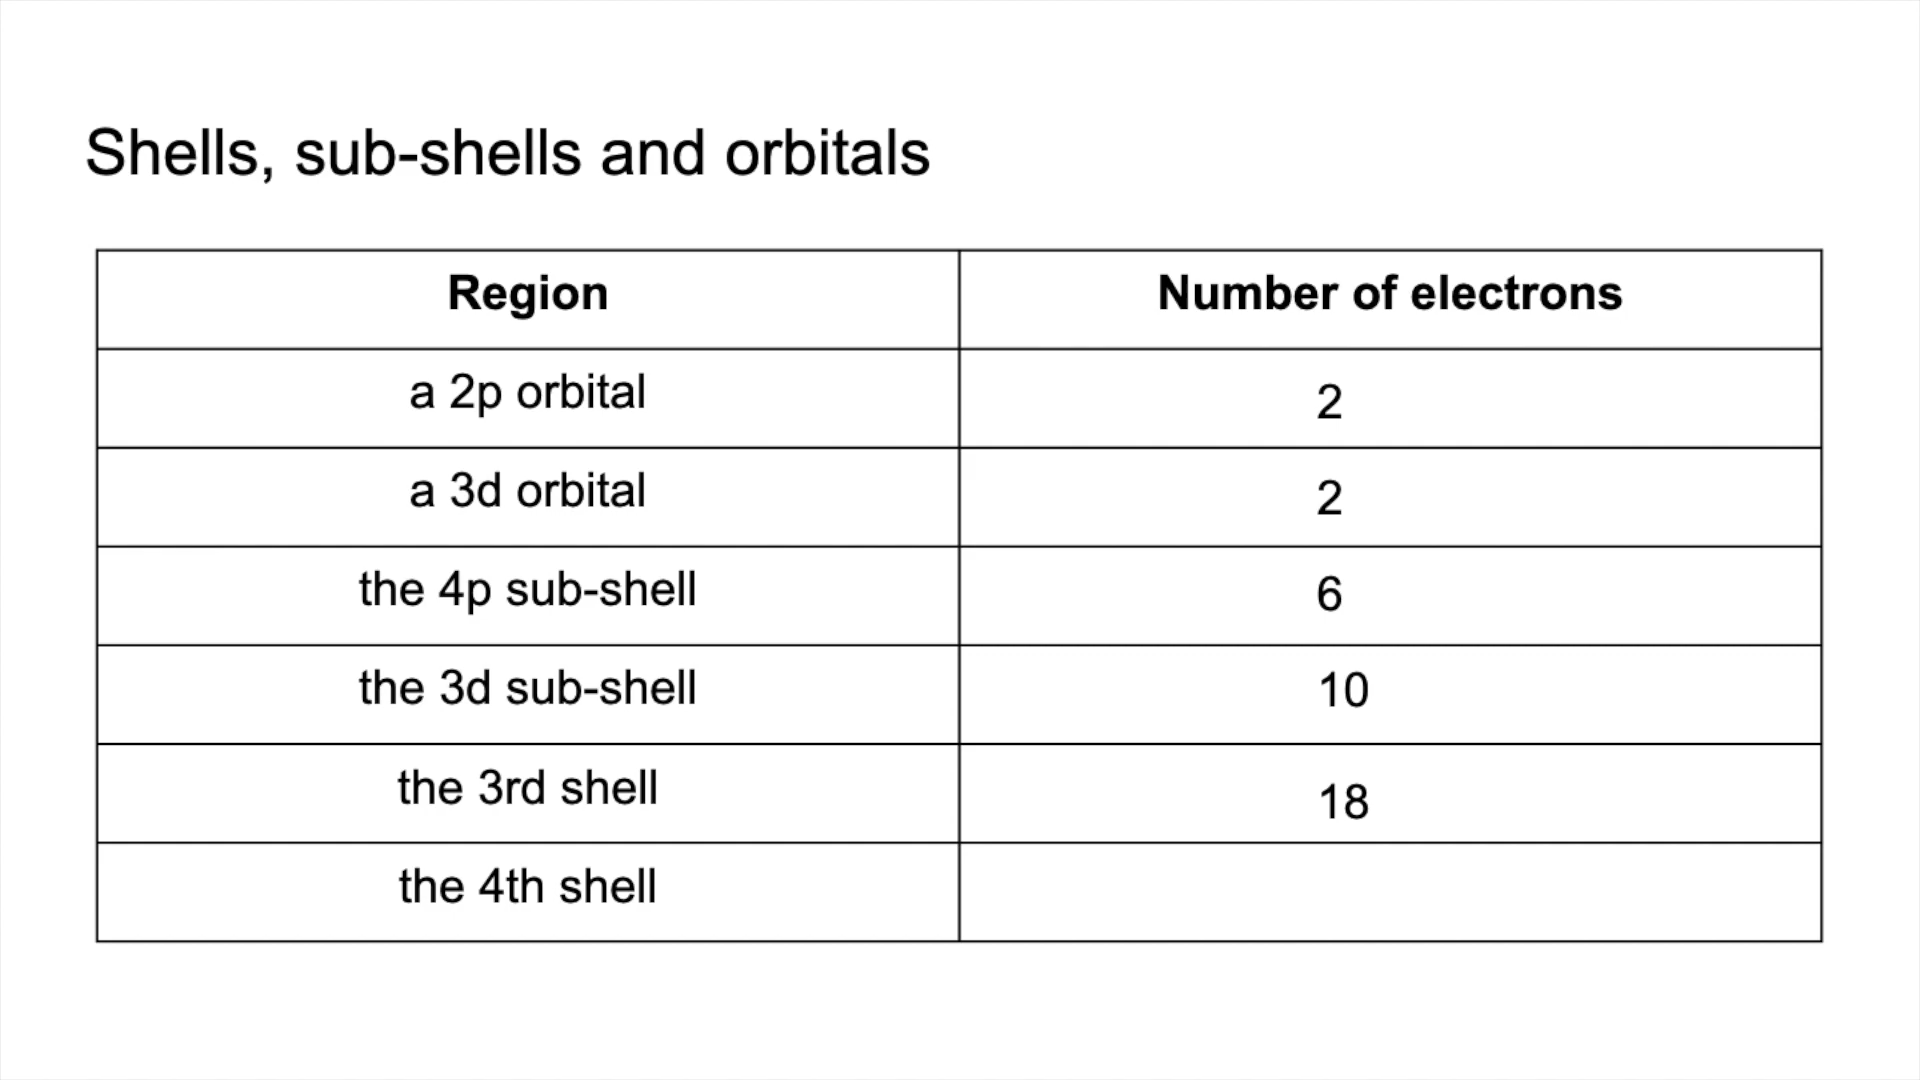 Shells, sub-shells and orbitals
Region Number of electrons
a 2p orbital 2
a 3d orbital 2
the 4p sub-shell 6
the 3d sub-shell 10
the 3rd shell 18
the 4th shell